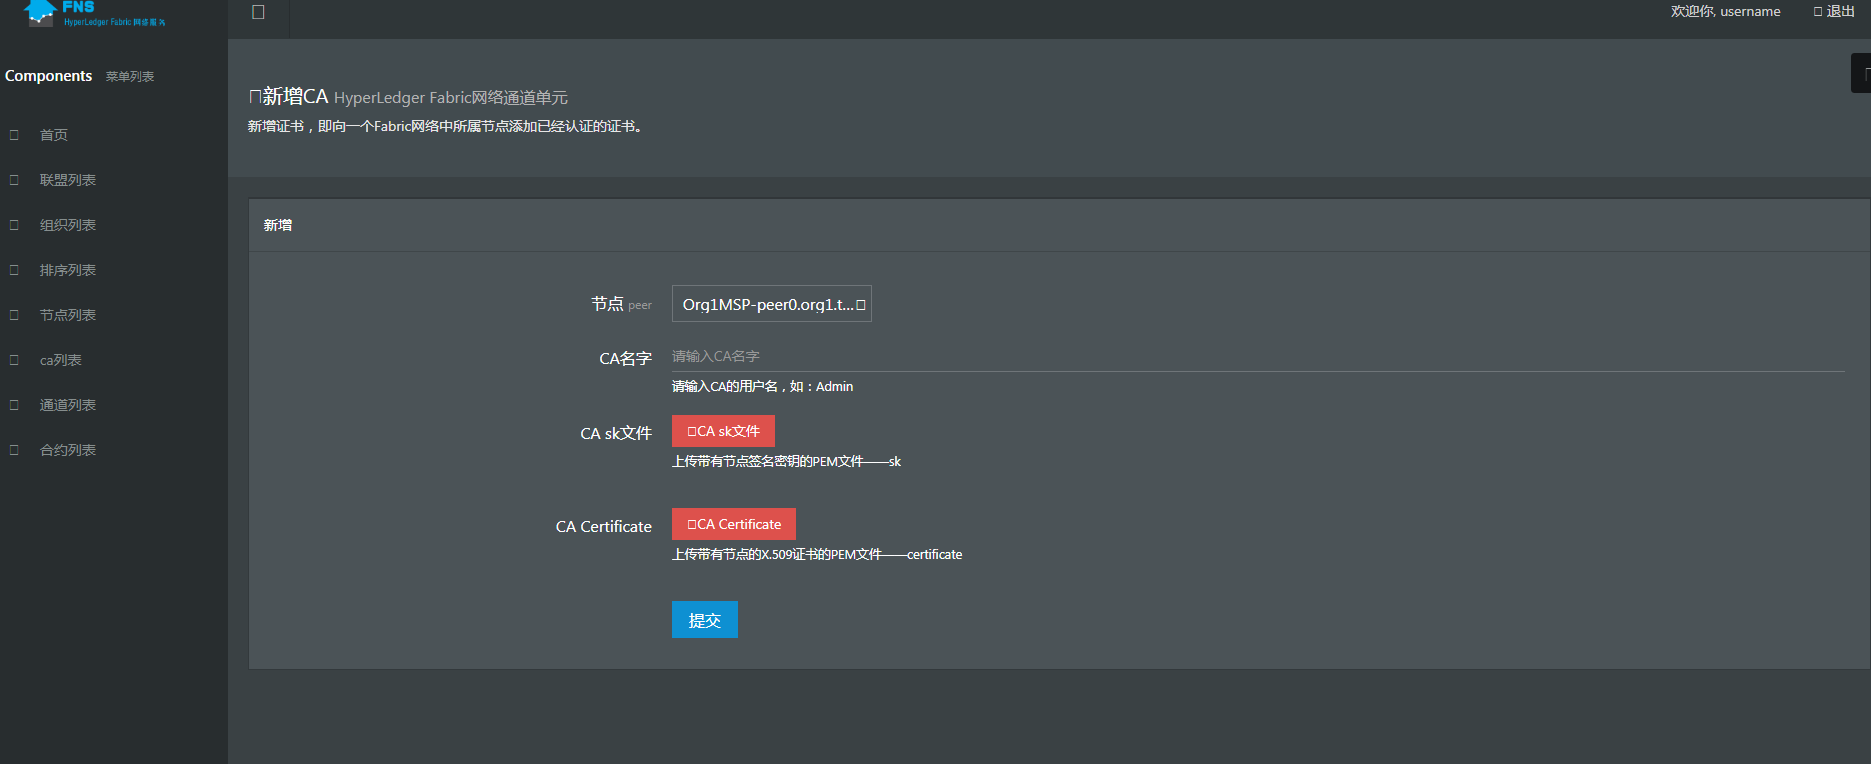 FNS
HyperLedger Fabric 网络服务
欢迎你, username
退出
Components 菜单列表
首页
联盟列表
组织列表
排序列表
节点列表
ca列表
通道列表
合约列表
新增CA HyperLedger Fabric网络通道单元
新增证书，即向一个Fabric网络中所属节点添加已经认证的证书。
新增
节点 peer
Org1MSP-peer0.org1.t...
CA名字
请输入CA名字
请输入CA的用户名，如：Admin
CA sk文件
CA sk文件
上传带有节点签名密钥的PEM文件——sk
CA Certificate
CA Certificate
上传带有节点的X.509证书的PEM文件——certificate
提交